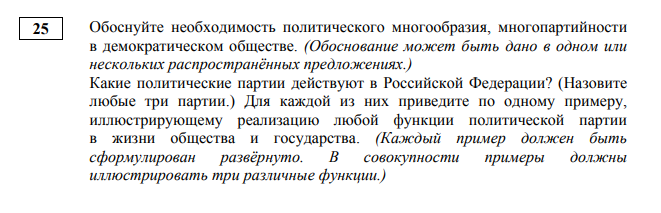 25
Обоснуйте необходимость политического многообразия, многопартийности
в демократическом обществе. (Обоснование может быть дано в одном или
нескольких распространённых предложениях.)
Какие политические партии действуют в Российской Федерации? (Назовите
любые три партии.) Для каждой из них приведите по одному примеру,
иллюстрирующему реализацию любой функции политической партии
в жизни общества и государства. (Каждый пример должен быть
сформулирован развёрнуто. В совокупности примеры должны
иллюстрировать три различные функции.)